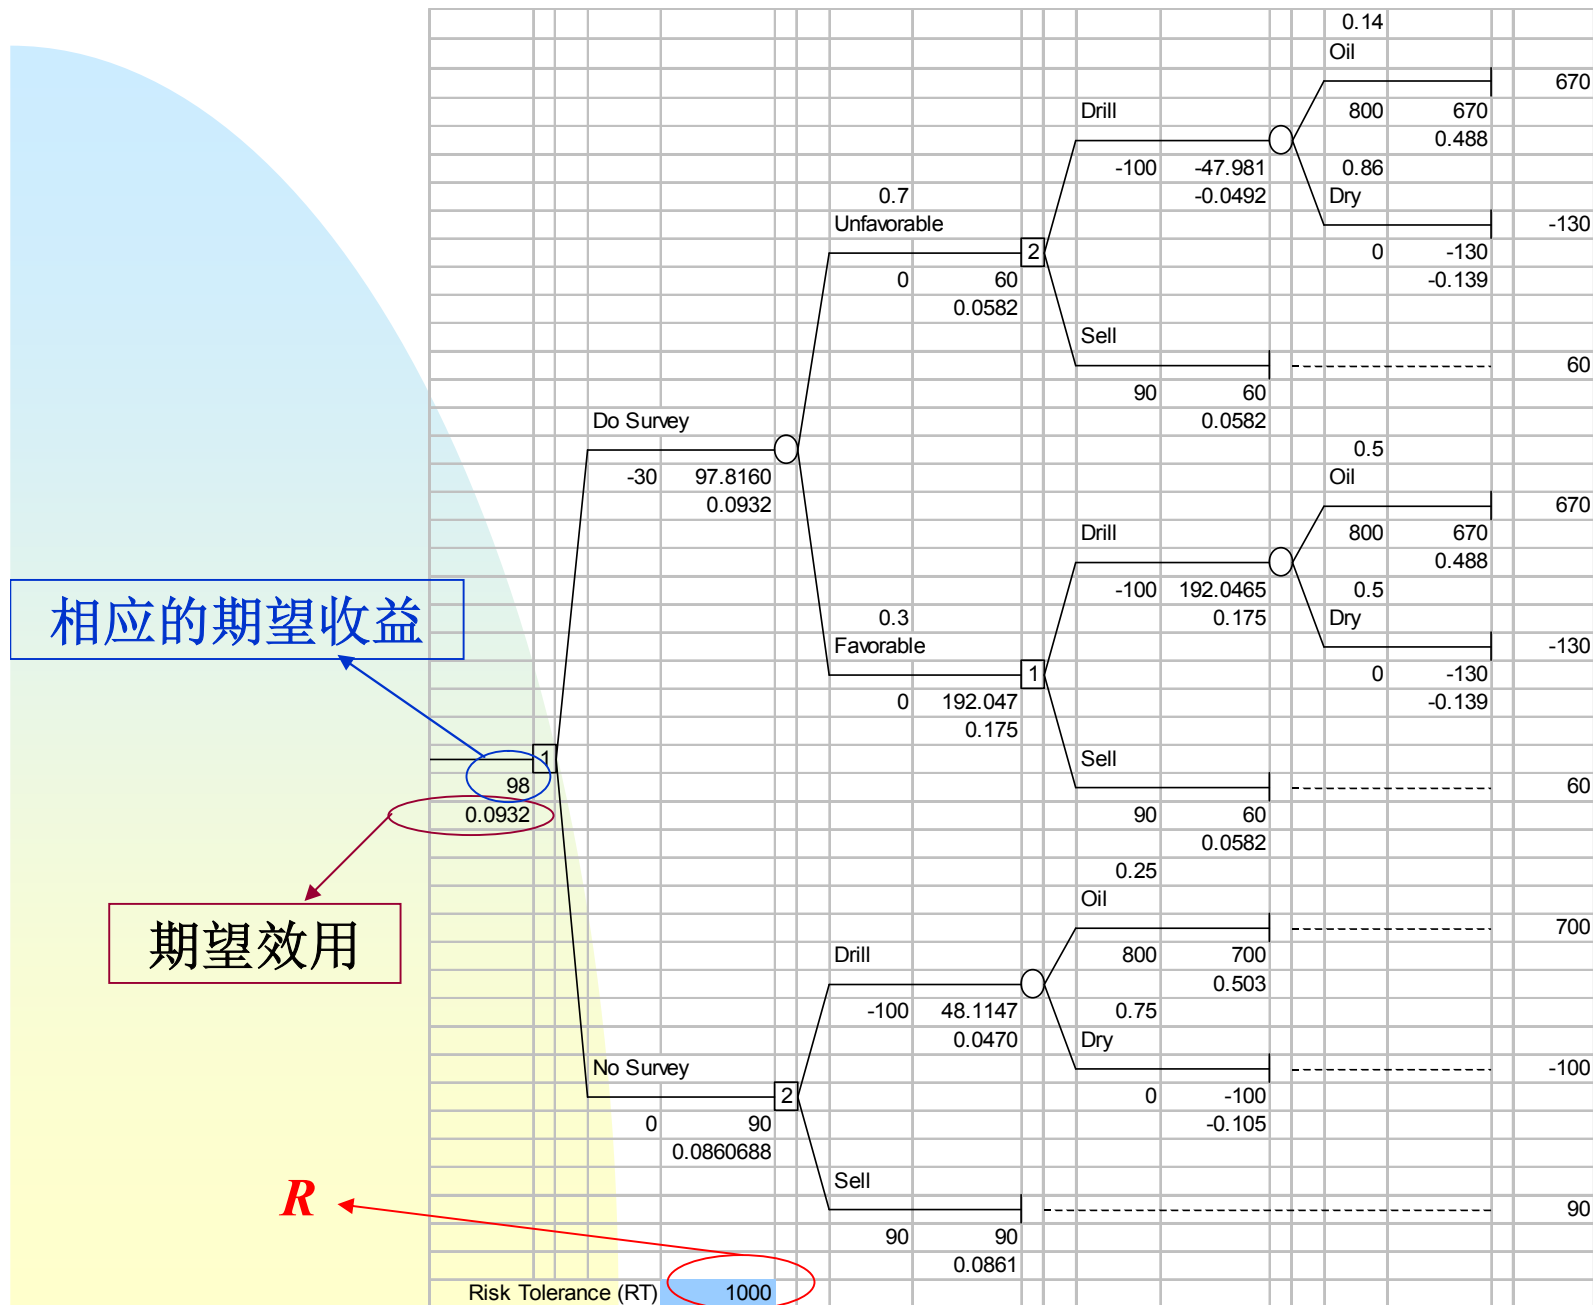 0.14
Oil
670
Drill 800 670
0.488
-100 -47.981 0.86
0.7 -0.0492 Dry
Unfavorable -130
2
0 60 0 -130
0.0582 -0.139
Sell
60
90 60
Do Survey 0.0582
0.5
-30 97.8160 Oil
0.0932 670
Drill 800 670
0.488
相应的期望收益
-100 192.0465 0.5
0.3 0.175 Dry
Favorable -130
1
0 192.047 0 -130
0.175 -0.139
1 Sell
98 60
0.0932 90 60
0.0582
0.25
Oil
期望效用
700
Drill 800 700
0.503
-100 48.1147 0.75
0.0470 Dry
No Survey -100
2
0 90 0 -100
0.0860688 -0.105
Sell
R
90
90 90
0.0861
Risk Tolerance (RT) 1000